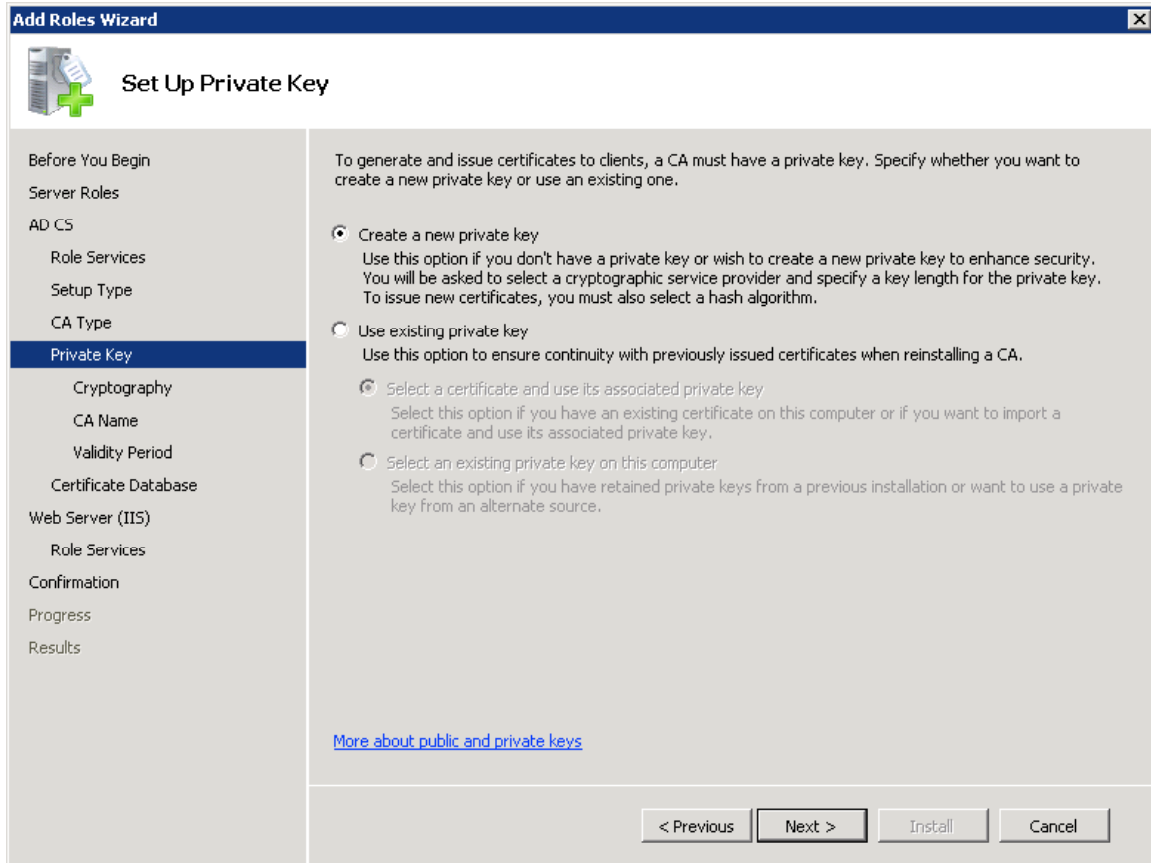 Add Roles Wizard
Set Up Private Key
Before You Begin
Server Roles
AD CS
Role Services
Setup Type
CA Type
Private Key
Cryptography
CA Name
Validity Period
Certificate Database
Web Server (IIS)
Role Services
Confirmation
Progress
Results
To generate and issue certificates to clients, a CA must have a private key. Specify whether you want to
create a new private key or use an existing one.
Create a new private key
Use this option if you don't have a private key or wish to create a new private key to enhance security.
You will be asked to select a cryptographic service provider and specify a key length for the private key.
To issue new certificates, you must also select a hash algorithm.
Use existing private key
Use this option to ensure continuity with previously issued certificates when reinstalling a CA.
Select a certificate and use its associated private key
Select this option if you have an existing certificate on this computer or if you want to import a
certificate and use its associated private key.
Select an existing private key on this computer
Select this option if you have retained private keys from a previous installation or want to use a private
key from an alternate source.
More about public and private keys
< Previous
Next >
Install
Cancel